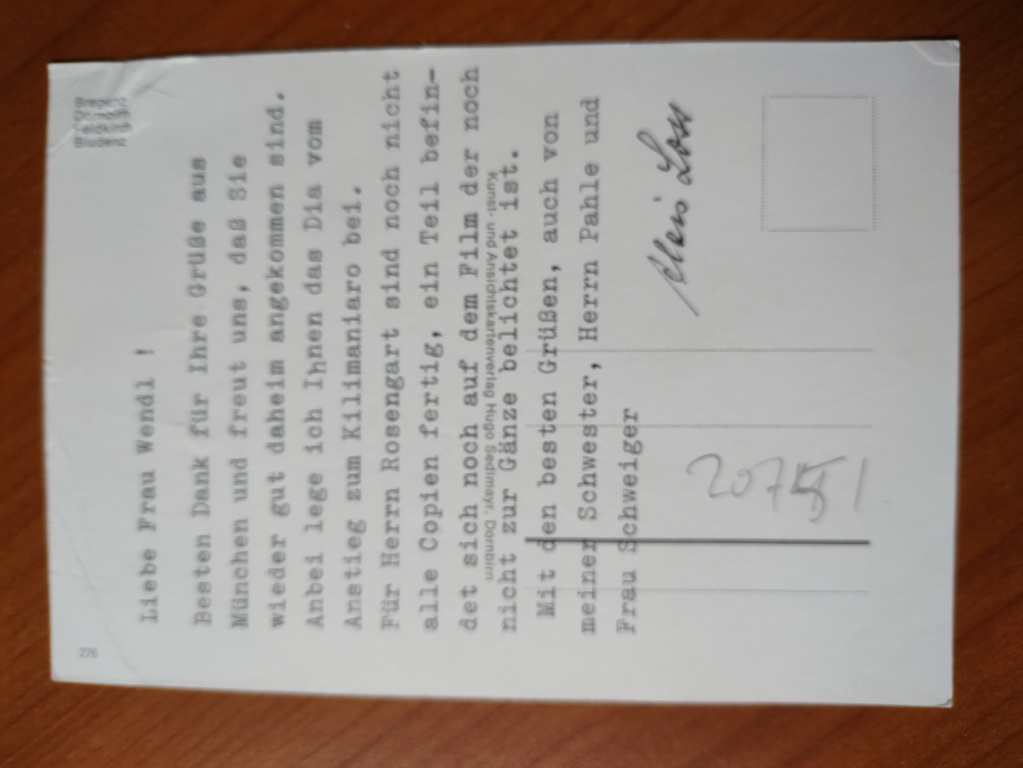 Bregenz
Dornbirn
Feldkirch
Bludenz
276
Liebe Frau Wendl !
Besten Dank für Ihre Grüße aus
München und freut uns, daß Sie
wieder gut daheim angekommen sind.
Anbei lege ich Ihnen das Dia vom
Anstieg zum Kilimaniaro bei.
Für Herrn Rosengart sind noch nicht
alle Copien fertig, ein Teil befin-
det sich noch auf dem Film der noch
nicht zur Gänze belichtet ist.
Mit den besten Grüßen, auch von
meiner Schwester, Herrn Pahle und
Frau Schweiger
Kunst- und Ansichtskartenverlag Hugo Sedlmayr, Dornbirn